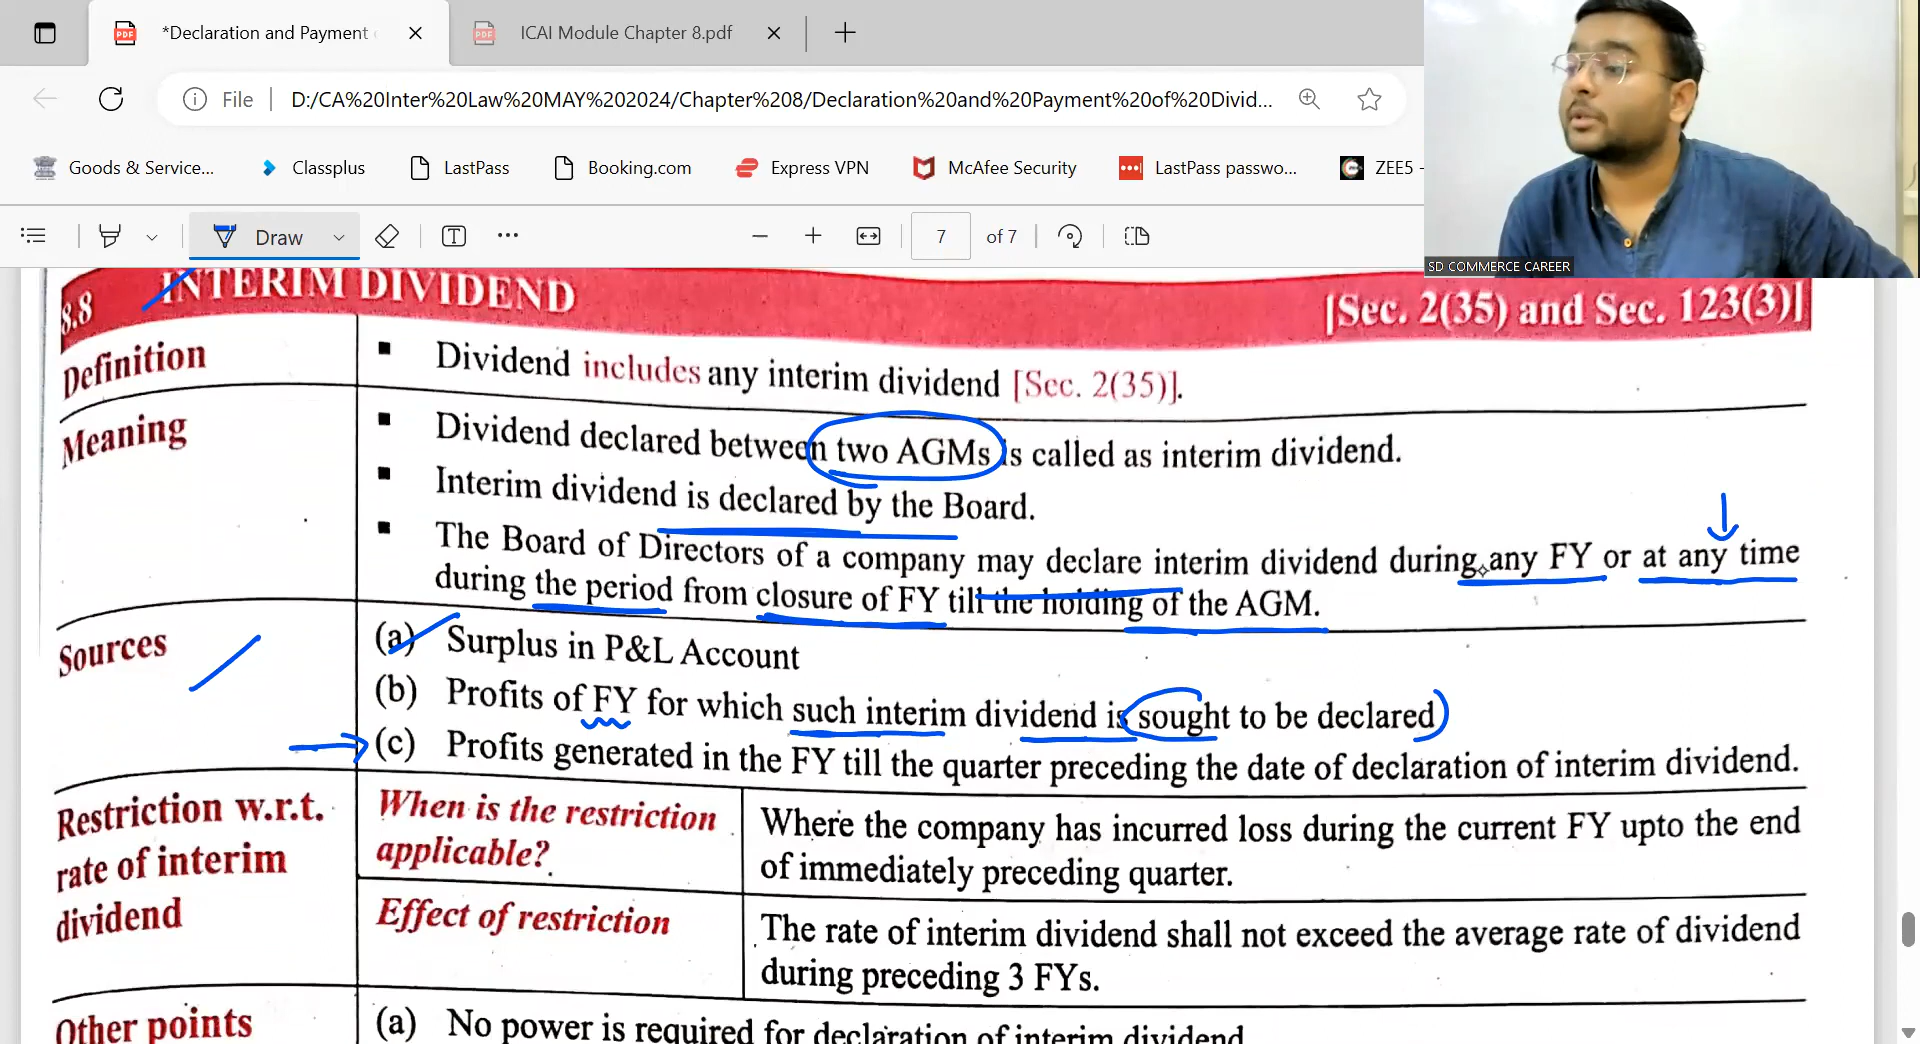 *Declaration and Payment
ICAI Module Chapter 8.pdf
File
D:/CA%20Inter%20Law%20MAY%202024/Chapter%208/Declaration%20and%20Payment%20of%20Divid...
Goods & Service...
Classplus
LastPass
Booking.com
Express VPN
McAfee Security
LastPass passwo...
ZEE5 -
Draw
7
of 7
SD COMMERCE CAREER
8.8 INTERIM DIVIDEND [Sec. 2(35) and Sec. 123(3)]
Definition
▪ Dividend includes any interim dividend [Sec. 2(35)].
Meaning
▪ Dividend declared between two AGMs is called as interim dividend.
▪ Interim dividend is declared by the Board.
▪ The Board of Directors of a company may declare interim dividend during any FY or at any time
during the period from closure of FY till the holding of the AGM.
Sources
(a) Surplus in P&L Account
(b) Profits of FY for which such interim dividend is sought to be declared
(c) Profits generated in the FY till the quarter preceding the date of declaration of interim dividend.
Restriction w.r.t.
rate of interim
dividend
When is the restriction
applicable?
Where the company has incurred loss during the current FY upto the end
of immediately preceding quarter.
Effect of restriction
The rate of interim dividend shall not exceed the average rate of dividend
during preceding 3 FYs.
Other points
(a) No power is required for declaration of interim dividend